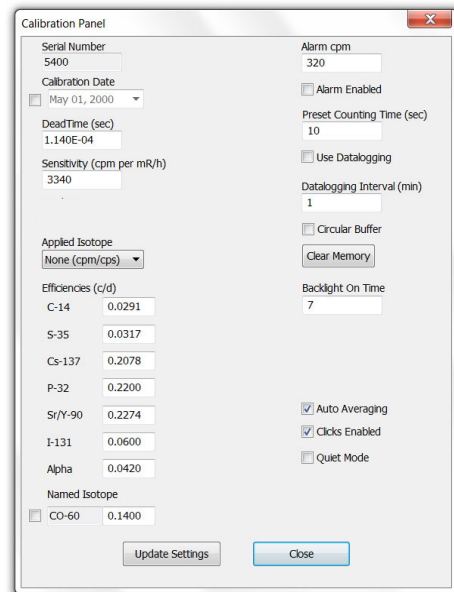 Calibration Panel
Serial Number
5400
Calibration Date
May 01, 2000
DeadTime (sec)
1.140E-04
Sensitivity (cpm per mR/h)
3340
Applied Isotope
None (cpm/cps)
Efficiencies (c/d)
C-14 0.0291
S-35 0.0317
Cs-137 0.2078
P-32 0.2200
Sr/Y-90 0.2274
I-131 0.0600
Alpha 0.0420
Named Isotope
CO-60 0.1400
Alarm cpm
320
Alarm Enabled
Preset Counting Time (sec)
10
Use Datalogging
Datalogging Interval (min)
1
Circular Buffer
Clear Memory
Backlight On Time
7
Auto Averaging
Clicks Enabled
Quiet Mode
Update Settings Close